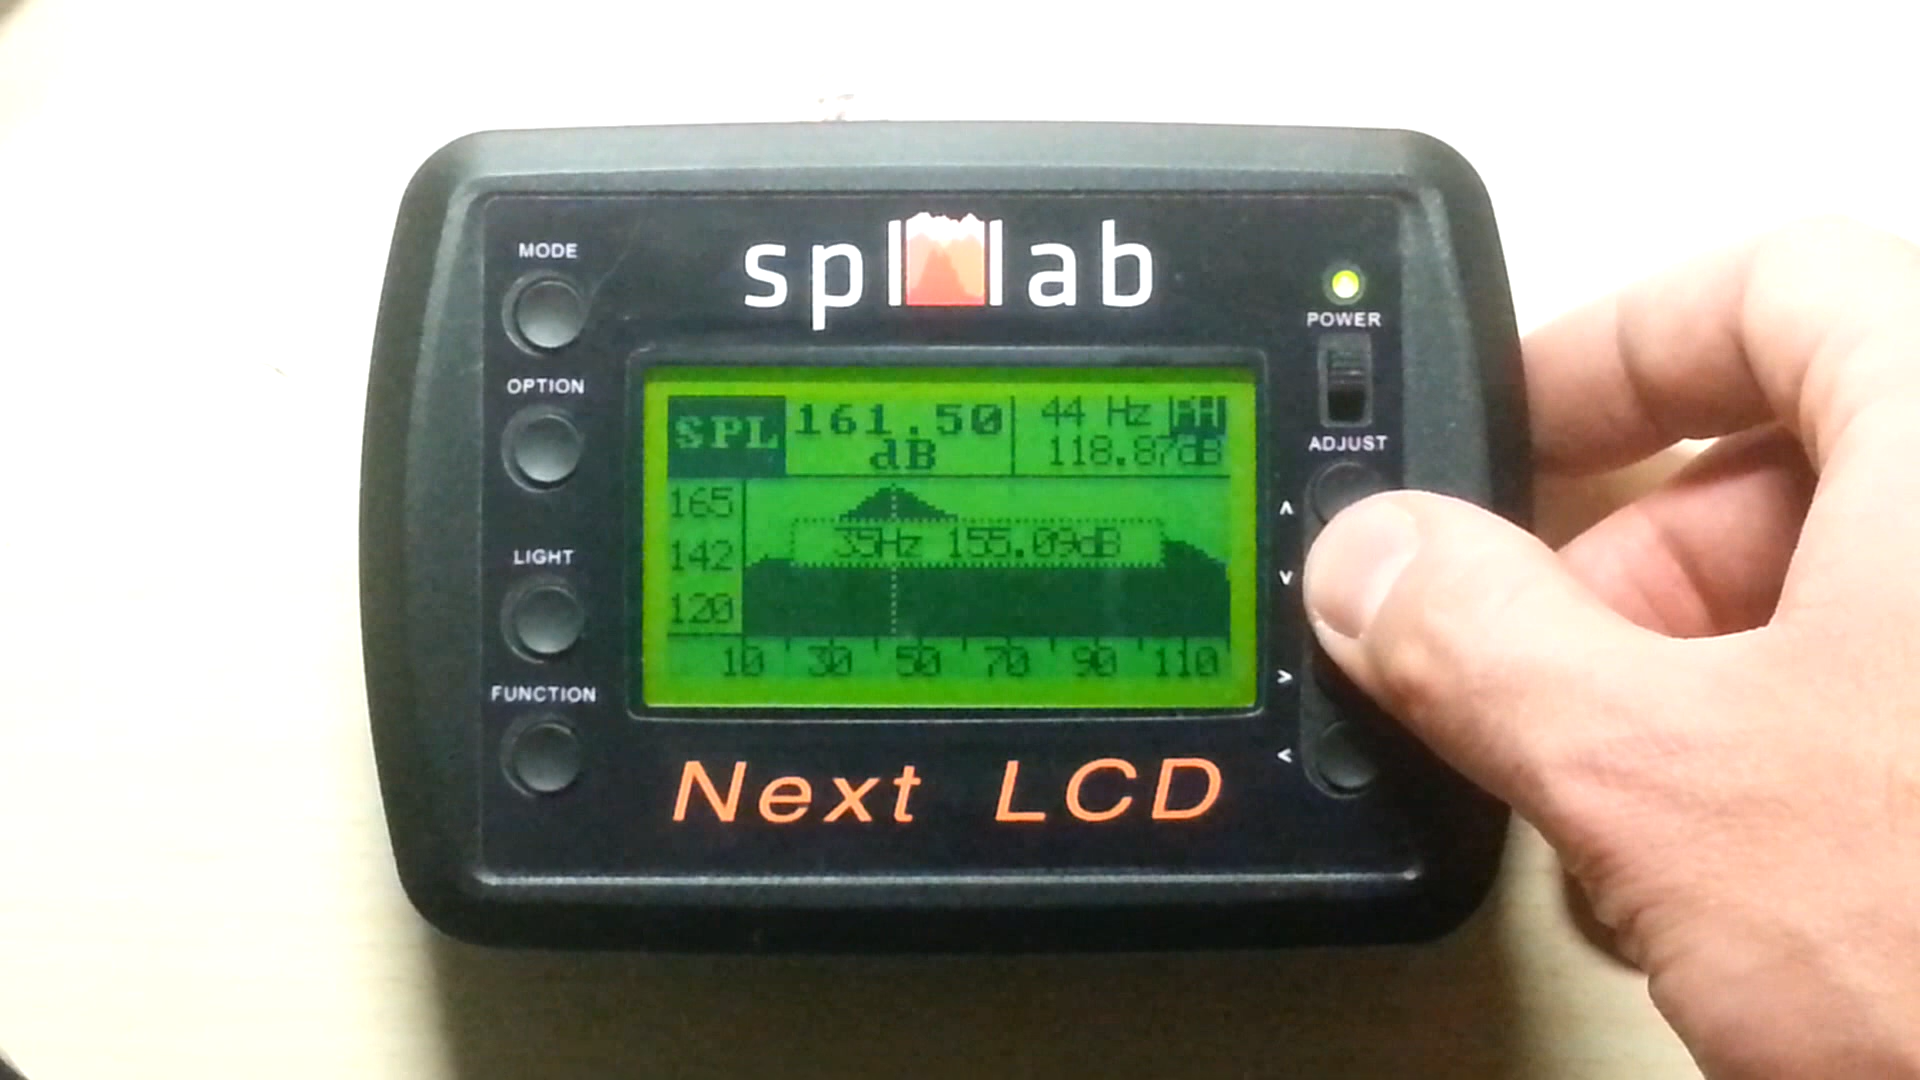 spl lab
MODE
OPTION
LIGHT
FUNCTION
POWER
ADJUST
SPL
161.50
dB
44 Hz
118.87dB
165
142
120
35Hz 155.09dB
10 30 50 70 90 110
^
v
>
<
Next LCD